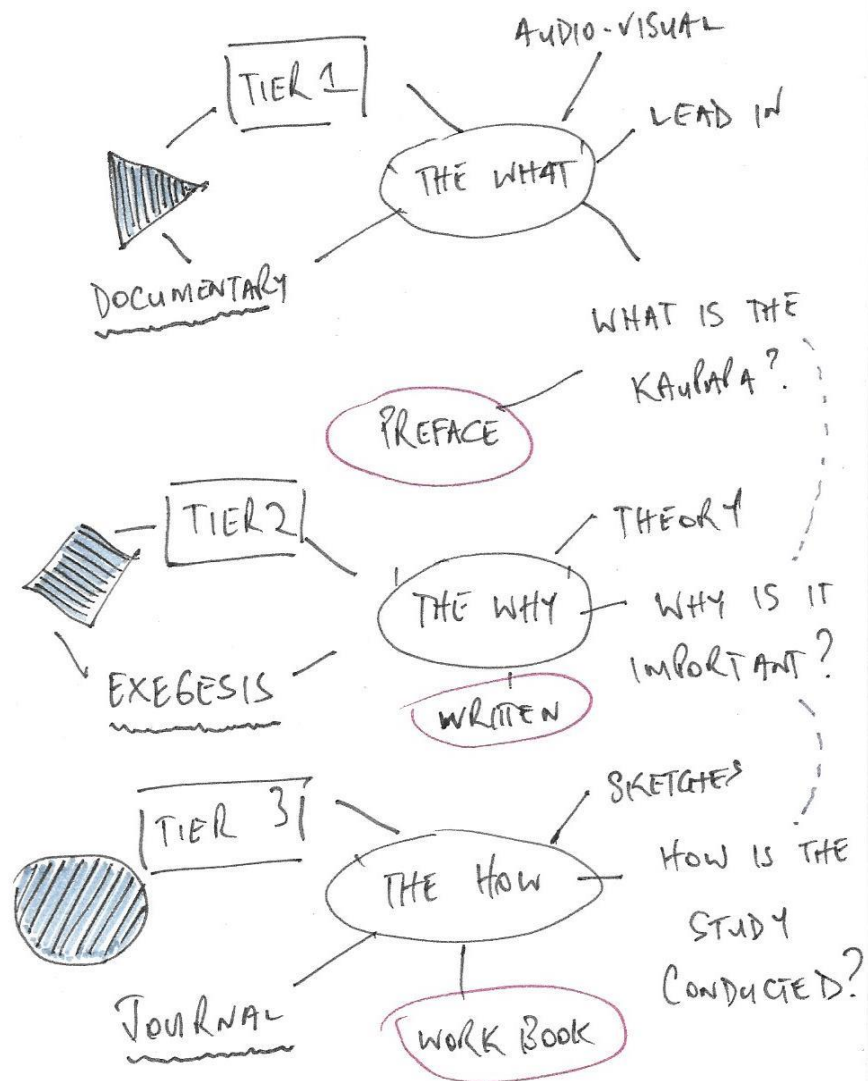 AUDIO-VISUAL
TIER 1
LEAD IN
THE WHAT
DOCUMENTARY
WHAT IS THE
KAUPAPA?
PREFACE
TIER 2
THEORY
THE WHY
WHY IS IT
IMPORTANT?
EXEGESIS
WRITTEN
TIER 3
SKETCHES
THE HOW
HOW IS THE
STUDY
CONDUCTED?
JOURNAL
WORK BOOK